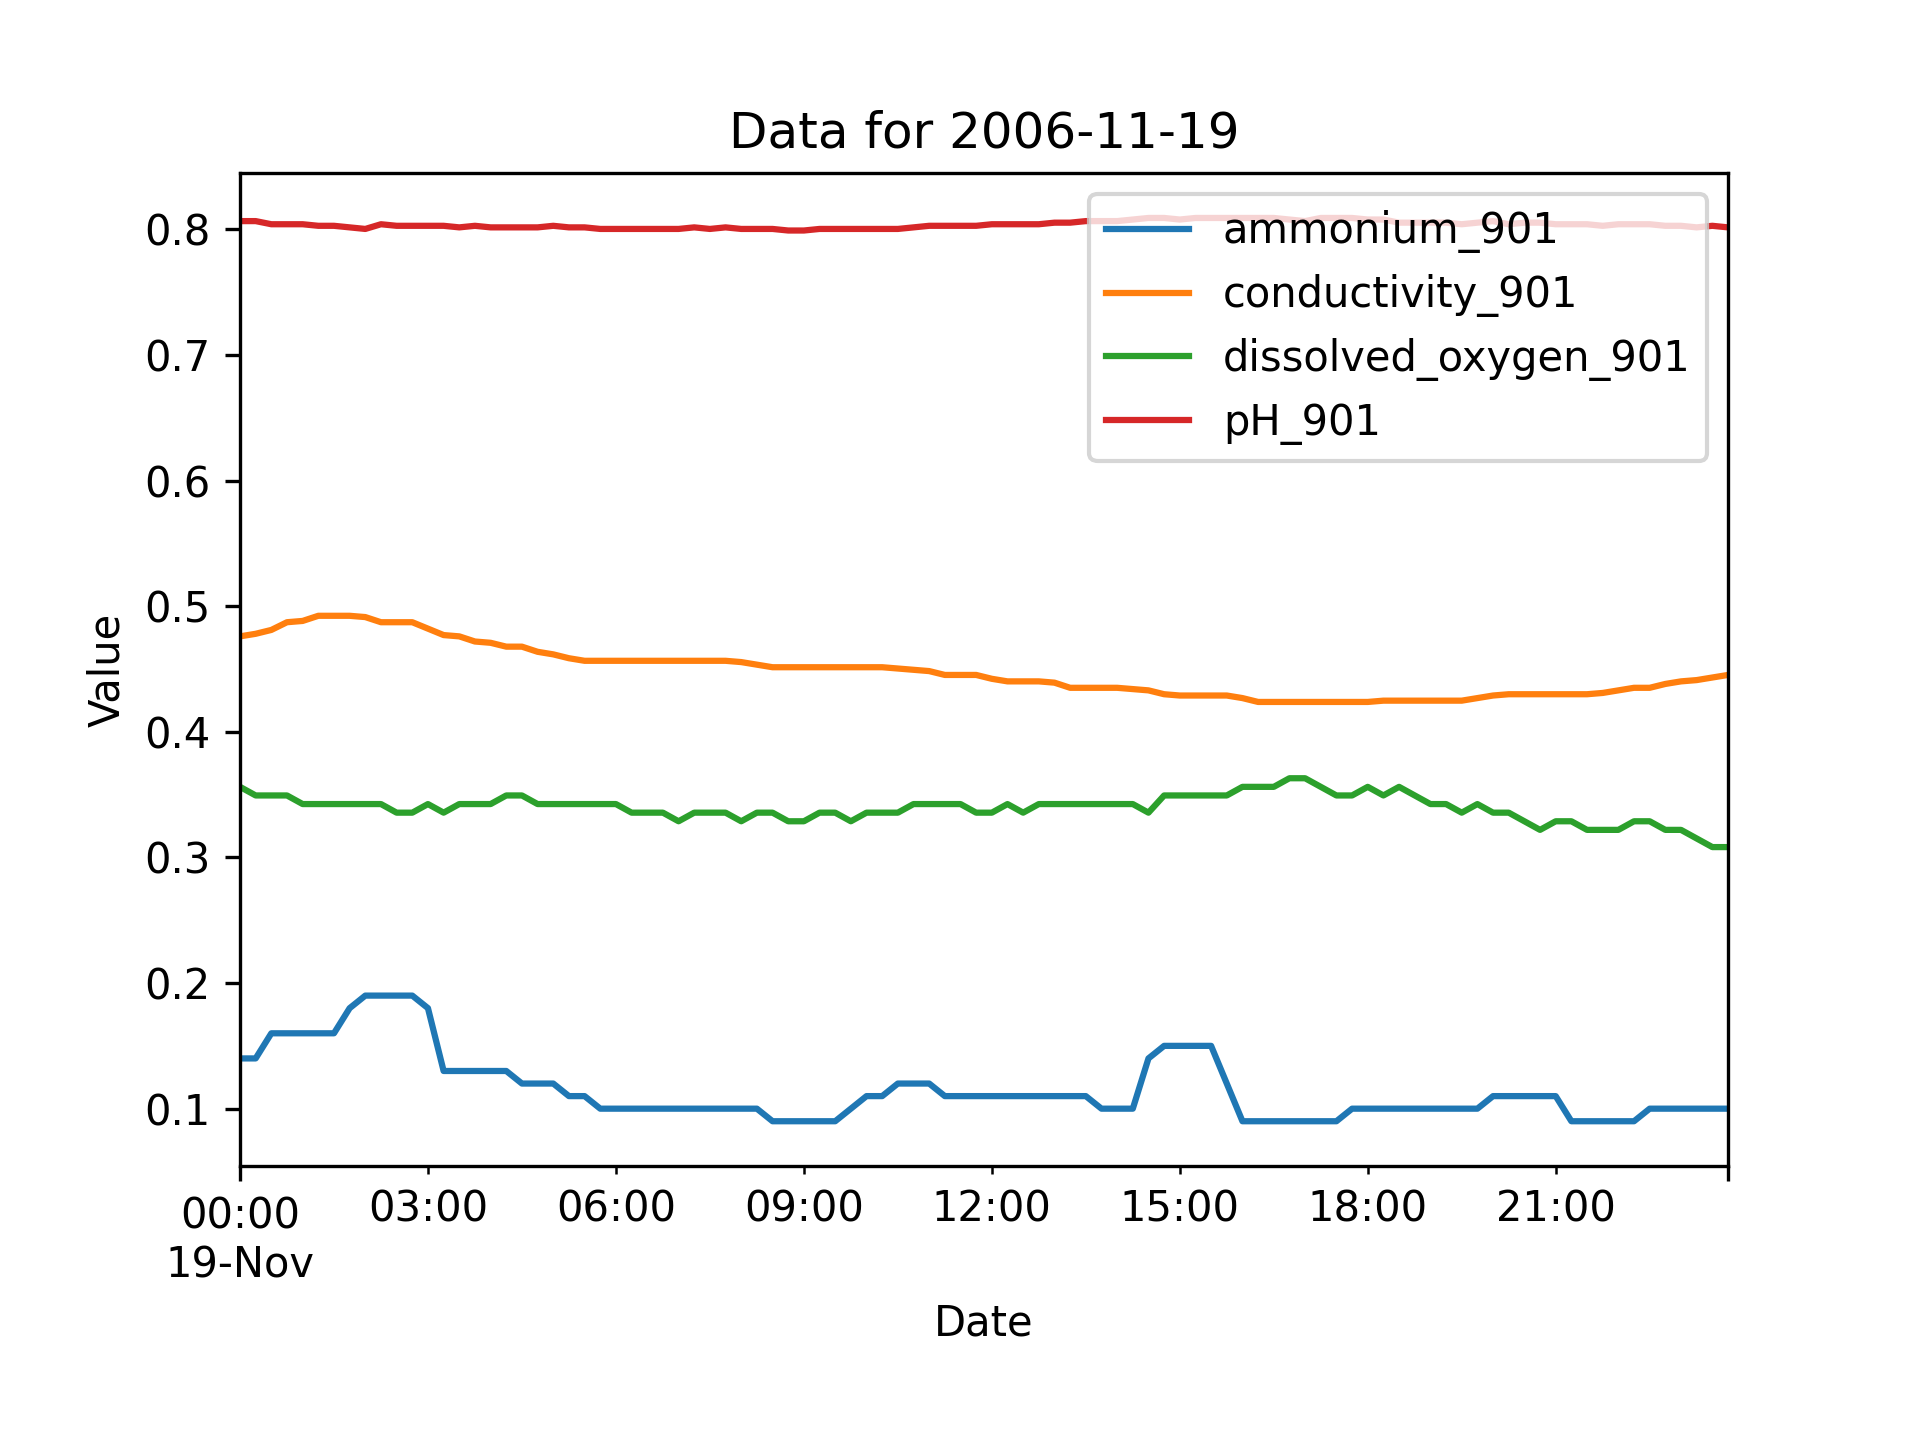 Data for 2006-11-19
ammonium_901
conductivity_901
dissolved_oxygen_901
pH_901
Value
0.8
0.7
0.6
0.5
0.4
0.3
0.2
0.1
00:00 03:00 06:00 09:00 12:00 15:00 18:00 21:00
19-Nov
Date